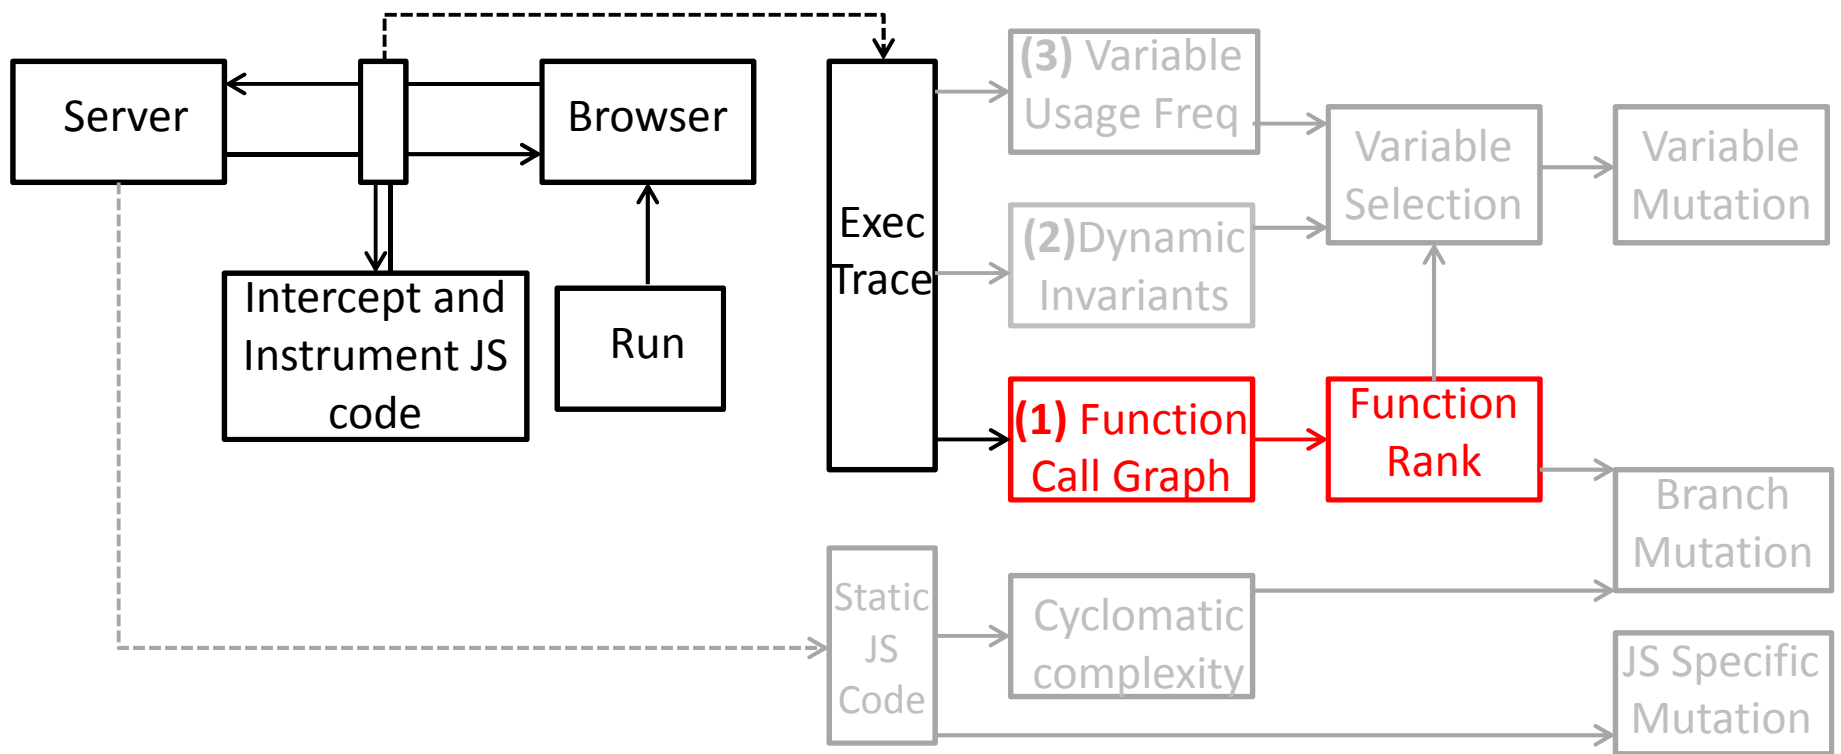 Server
Browser
Intercept and
Instrument JS
code
Run
Exec
Trace
(3) Variable
Usage Freq
(2)Dynamic
Invariants
(1) Function
Call Graph
Variable
Selection
Function
Rank
Variable
Mutation
Branch
Mutation
Static
JS
Code
Cyclomatic
complexity
JS Specific
Mutation